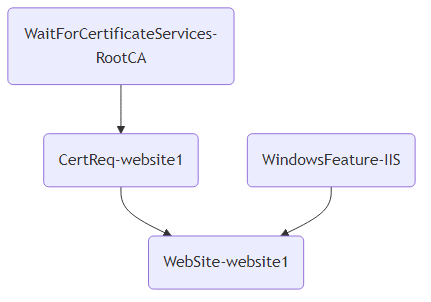 WaitForCertificateServices-
RootCA
CertReq-website1
WindowsFeature-IIS
WebSite-website1